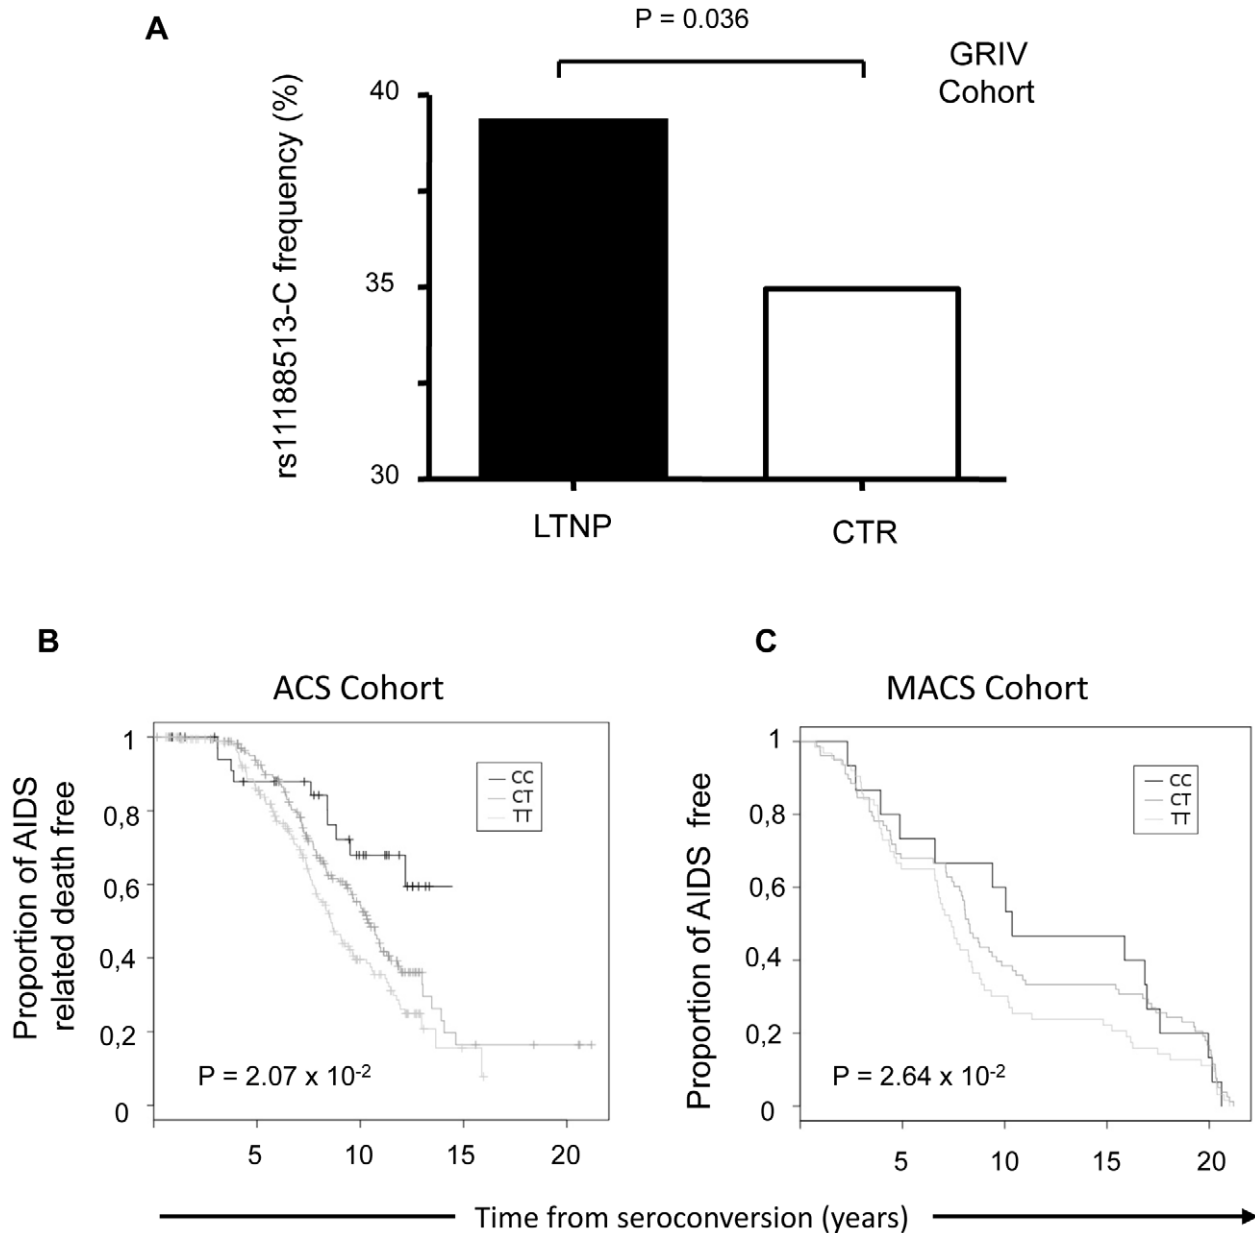 A
P = 0.036
GRIV
Cohort
rs11188513-C frequency (%)
40
35
30
LTNP
CTR
B
ACS Cohort
Proportion of AIDS
related death free
1
0,8
0,6
0,4
0,2
0
CC
CT
TT
P = 2.07 x 10-2
5
10
15
20
C
MACS Cohort
Proportion of AIDS free
1
0,8
0,6
0,4
0,2
0
CC
CT
TT
P = 2.64 x 10-2
5
10
15
20
Time from seroconversion (years)